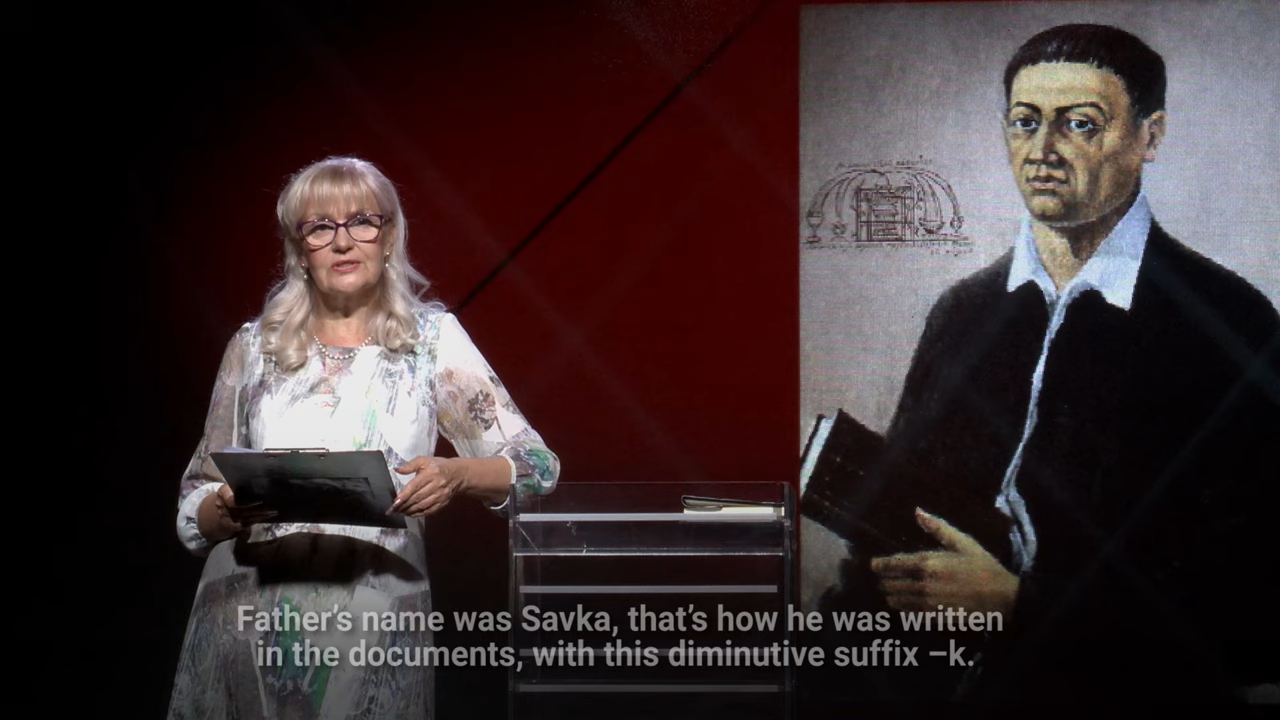 Father’s name was Savka, that’s how he was written
in the documents, with this diminutive suffix –k.